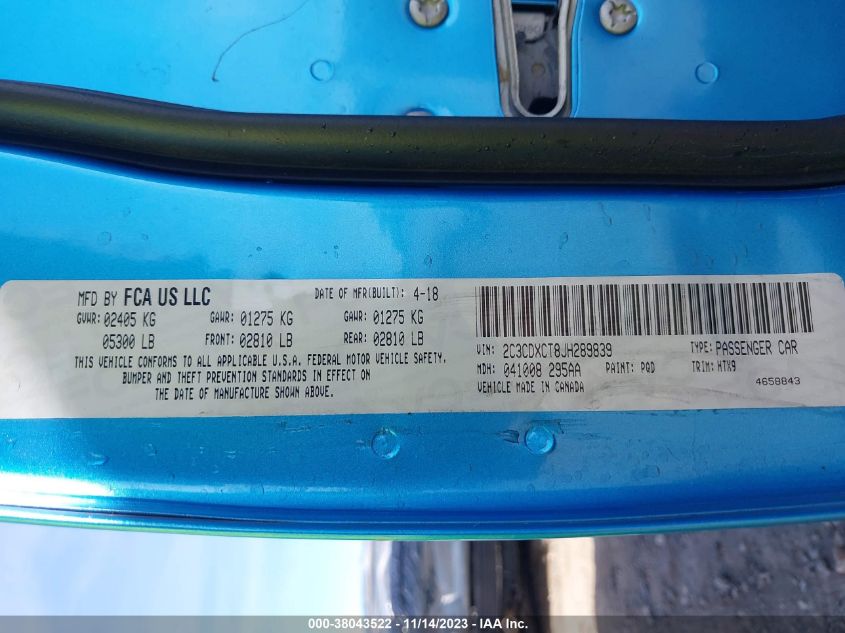 MFD BY FCA US LLC DATE OF MFR(BUILT): 4-18
GVWR: 02405 KG GAWR: 01275 KG GAWR: 01275 KG
05300 LB FRONT: 02810 LB REAR: 02810 LB
THIS VEHICLE CONFORMS TO ALL APPLICABLE U.S.A. FEDERAL MOTOR VEHICLE SAFETY,
BUMPER AND THEFT PREVENTION STANDARDS IN EFFECT ON
THE DATE OF MANUFACTURE SHOWN ABOVE.
VIN: 2C3CDXCT8JH289839 TYPE: PASSENGER CAR
MDH: 041008 295AA PAINT: PQD TRIM: HTX9
VEHICLE MADE IN CANADA 4658843
000-38043522 - 11/14/2023 - IAA Inc.